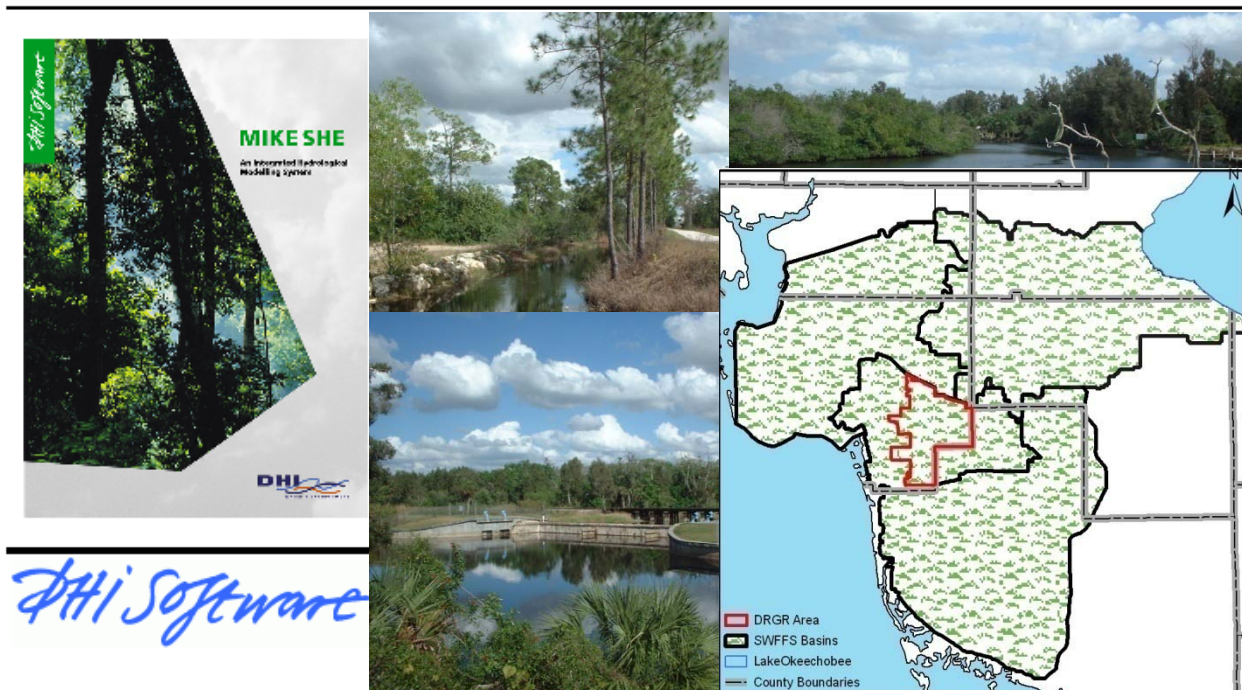 DHI Software
MIKE SHE
An Integrated Hydrological
Modelling System
DHI
DHI Software
N
DRGR Area
SWFFS Basins
LakeOkeechobee
County Boundaries